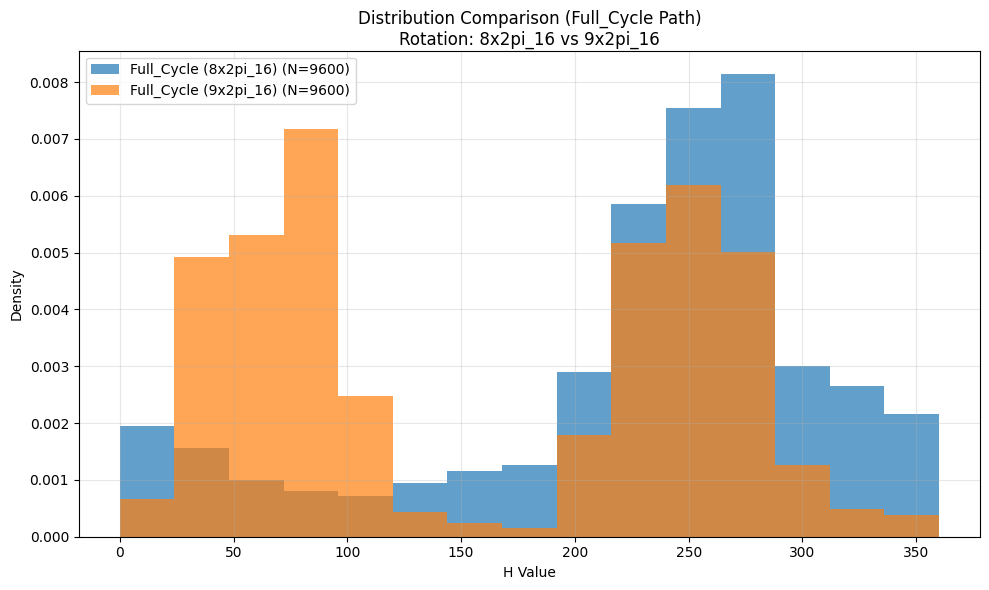 Distribution Comparison (Full_Cycle Path)
Rotation: 8x2pi_16 vs 9x2pi_16
Full_Cycle (8x2pi_16) (N=9600)
Full_Cycle (9x2pi_16) (N=9600)
0.008
0.007
0.006
0.005
0.004
0.003
0.002
0.001
0.000
Density
0 50 100 150 200 250 300 350
H Value